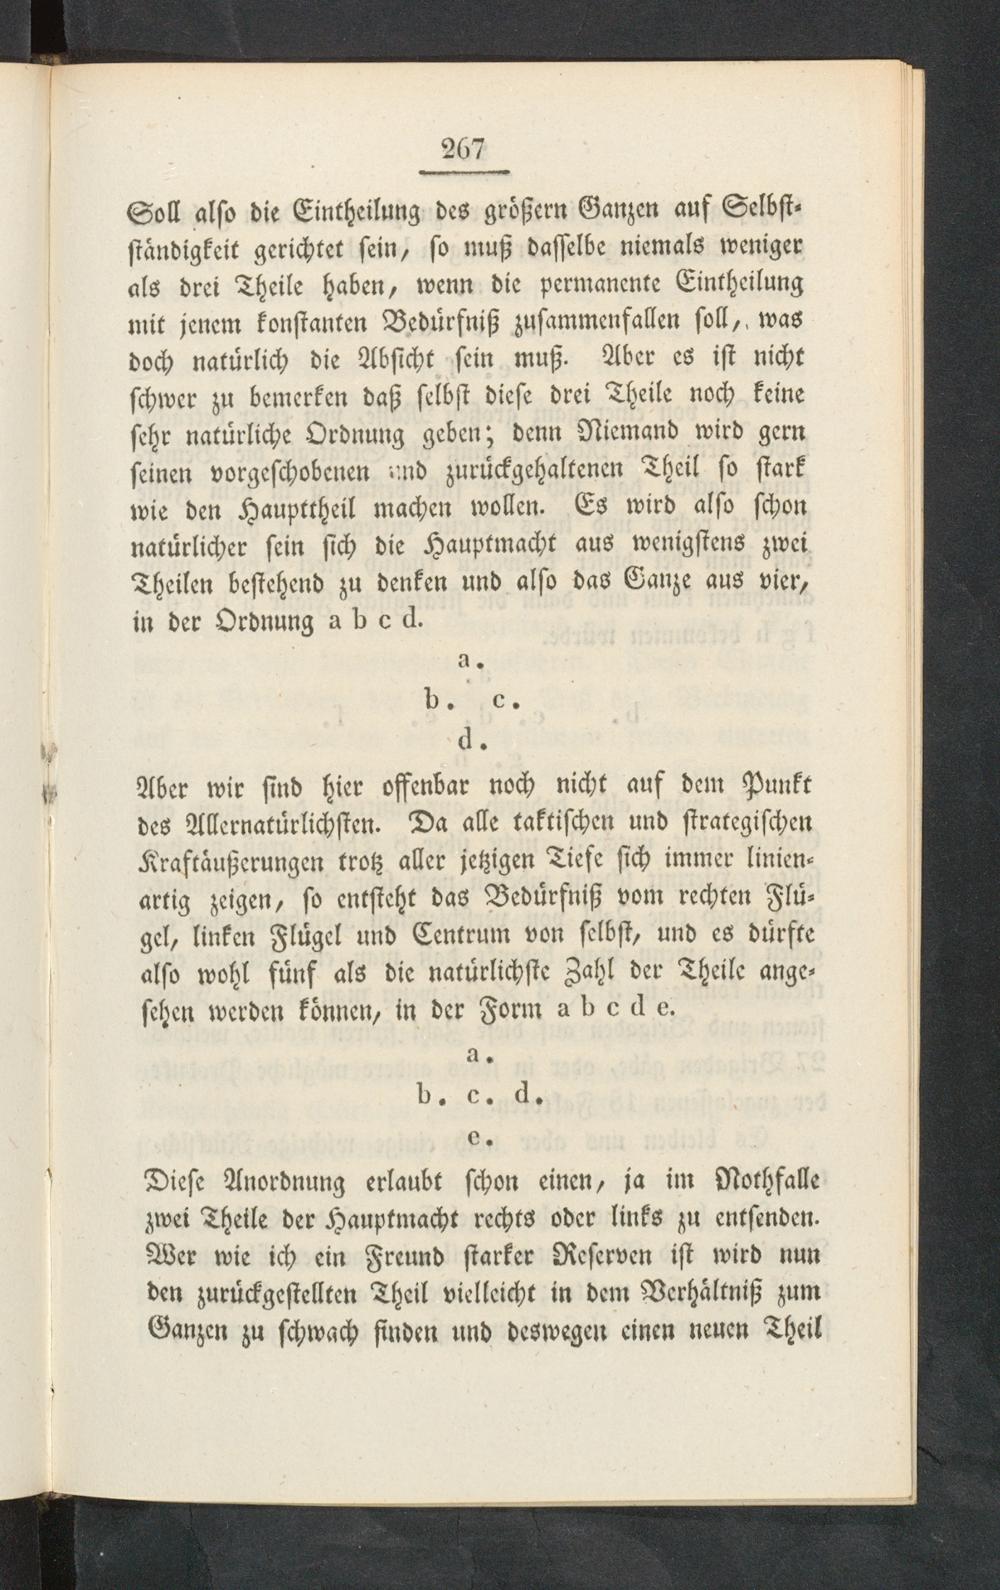 267
Soll also die Eintheilung des größern Ganzen auf Selbst-
ständigkeit gerichtet sein, so muß dasselbe niemals weniger
als drei Theile haben, wenn die permanente Eintheilung
mit jenem konstanten Bedürfniß zusammenfallen soll, was
doch natürlich die Absicht sein muß. Aber es ist nicht
schwer zu bemerken daß selbst diese drei Theile noch keine
sehr natürliche Ordnung geben; denn Niemand wird gern
seinen vorgeschobenen und zurückgehaltenen Theil so stark
wie den Haupttheil machen wollen. Es wird also schon
natürlicher sein sich die Hauptmacht aus wenigstens zwei
Theilen bestehend zu denken und also das Ganze aus vier,
in der Ordnung a b c d.
a.
b. c.
d.
Aber wir sind hier offenbar noch nicht auf dem Punkt
des Allernatürlichsten. Da alle taktischen und strategischen
Kraftäußerungen trotz aller jetzigen Tiefe sich immer linien-
artig zeigen, so entsteht das Bedürfniß vom rechten Flü-
gel, linken Flügel und Centrum von selbst, und es dürfte
also wohl fünf als die natürlichste Zahl der Theile ange-
sehen werden können, in der Form a b c d e.
a.
b. c. d.
e.
Diese Anordnung erlaubt schon einen, ja im Nothfalle
zwei Theile der Hauptmacht rechts oder links zu entsenden.
Wer wie ich ein Freund starker Reserven ist wird nun
den zurückgestellten Theil vielleicht in dem Verhältniß zum
Ganzen zu schwach finden und deswegen einen neuen Theil